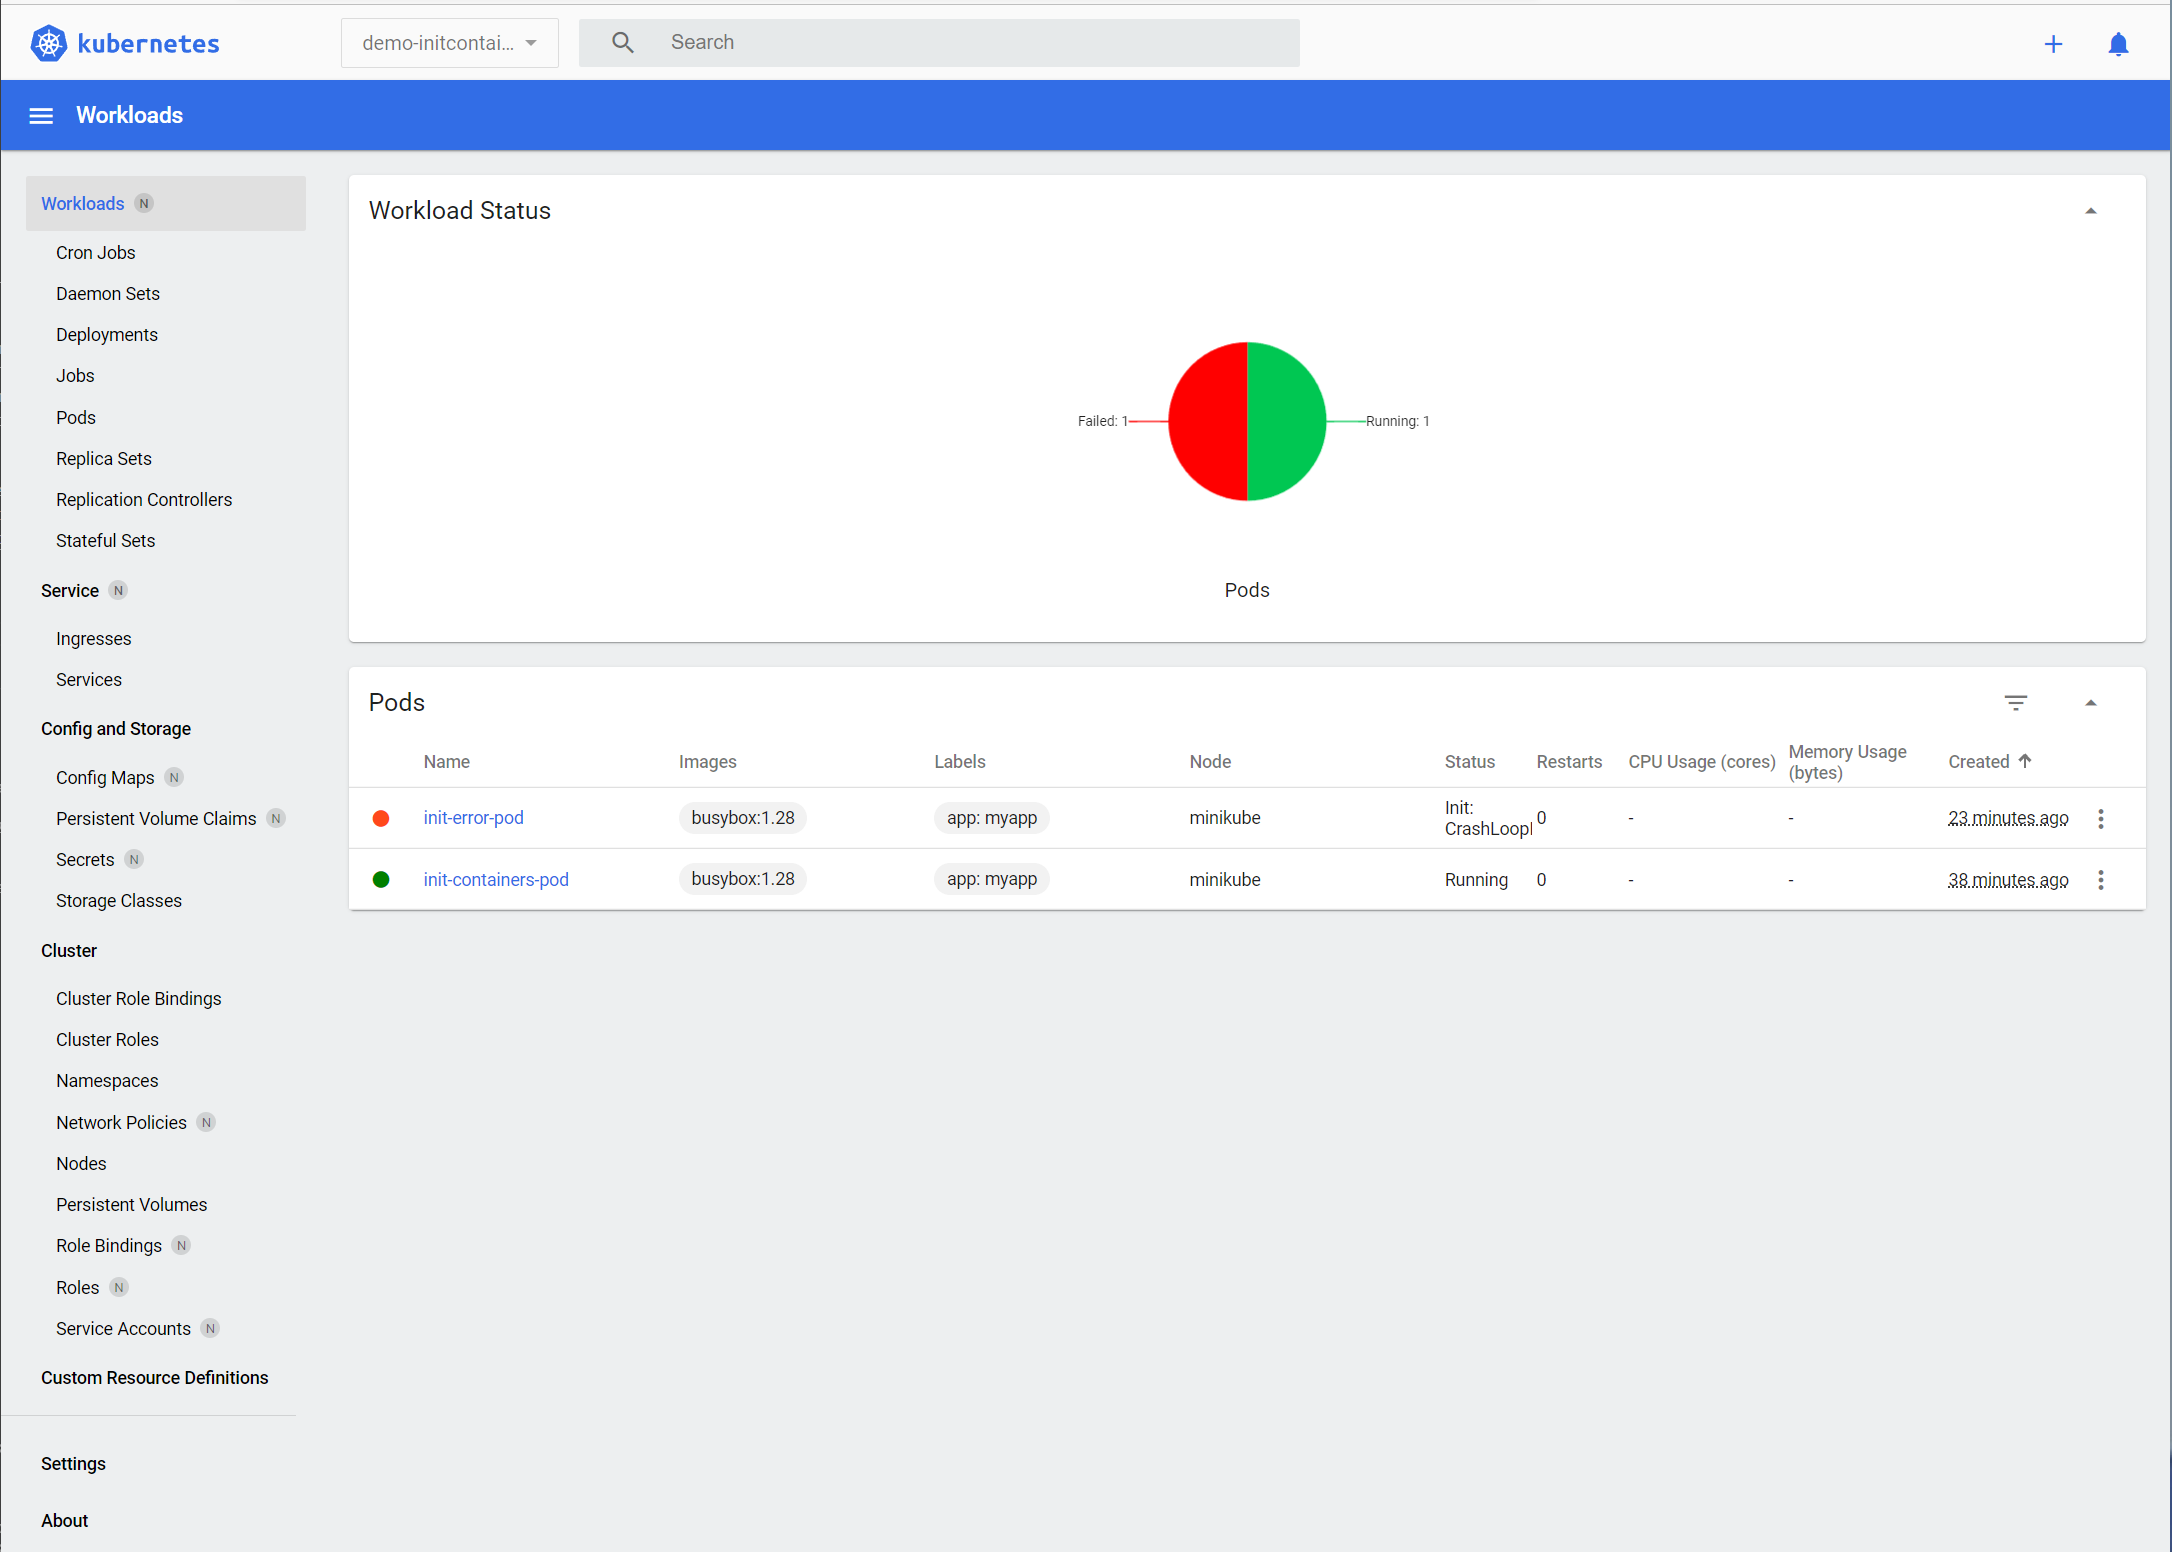 kubernetes
demo-initcontai...
Search
Workloads
Workloads N
Cron Jobs
Daemon Sets
Deployments
Jobs
Pods
Replica Sets
Replication Controllers
Stateful Sets
Service N
Ingresses
Services
Config and Storage
Config Maps N
Persistent Volume Claims N
Secrets N
Storage Classes
Cluster
Cluster Role Bindings
Cluster Roles
Namespaces
Network Policies N
Nodes
Persistent Volumes
Role Bindings N
Roles N
Service Accounts N
Custom Resource Definitions
Settings
About
Workload Status
Failed: 1
Running: 1
Pods
Pods
Name Images Labels Node Status Restarts CPU Usage (cores) Memory Usage (bytes) Created
init-error-pod busybox:1.28 app: myapp minikube Init: CrashLoop 0 - - 23 minutes ago
init-containers-pod busybox:1.28 app: myapp minikube Running 0 - - 38 minutes ago